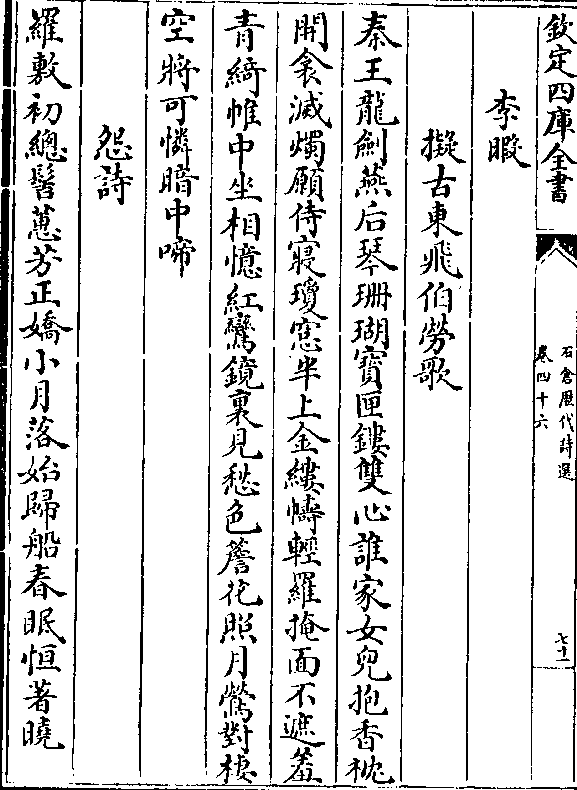 欽定四庫全書
石倉歷代詩選
卷四十六
七十一
李暇
擬古東飛伯勞歌
秦王龍劍燕后琴珊瑚寶匣鏤雙心誰家女兒抱香枕
開衾滅燭願侍寢瓊窓半上金縷幬輕羅掩面不遮羞
青綺帷中坐相憶紅鸞鏡裏見愁色簷花照月鶯對棲
空將可憐暗中啼
怨詩
羅敷初總髻蕙芳正嬌小月落始歸船春眠恒著曉